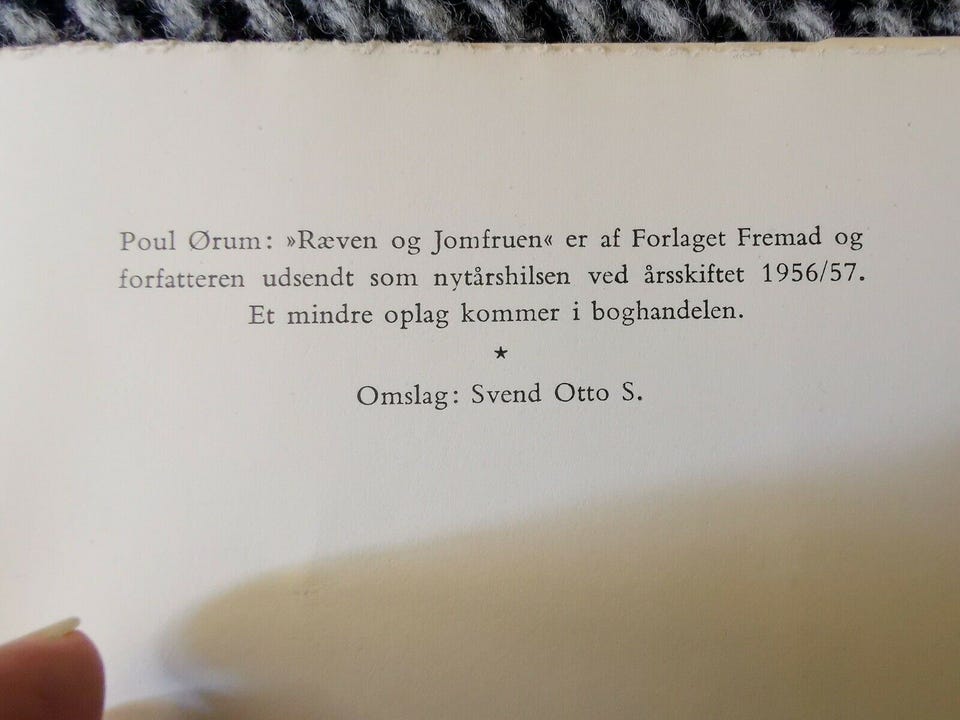 Poul Ørum: »Ræven og Jomfruen« er af Forlaget Fremad og
forfatteren udsendt som nytårshilsen ved årsskiftet 1956/57.
Et mindre oplag kommer i boghandelen.
★
Omslag: Svend Otto S.